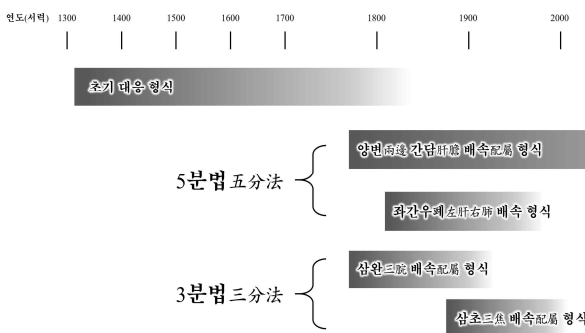 연도(서력) 1300 1400 1500 1600 1700 1800 1900 2000
초기 대응 형식
양변兩邊 간담肝膽 배속配屬 형식
5분법五分法
좌간우폐左肝右肺 배속 형식
삼완三脘 배속配屬 형식
3분법三分法
삼초三焦 배속配屬 형식